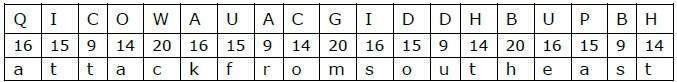 Q I C O W A U A C G I D D H B U P B H
16 15 9 14 20 16 15 9 14 20 16 15 9 14 20 16 15 9 14
a t t a c k f r o m s o u t h e a s t